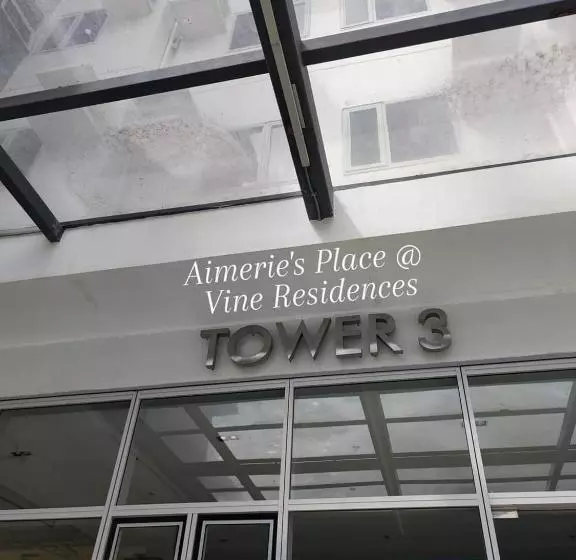 Aimerie's Place @
Vine Residences
TOWER 3